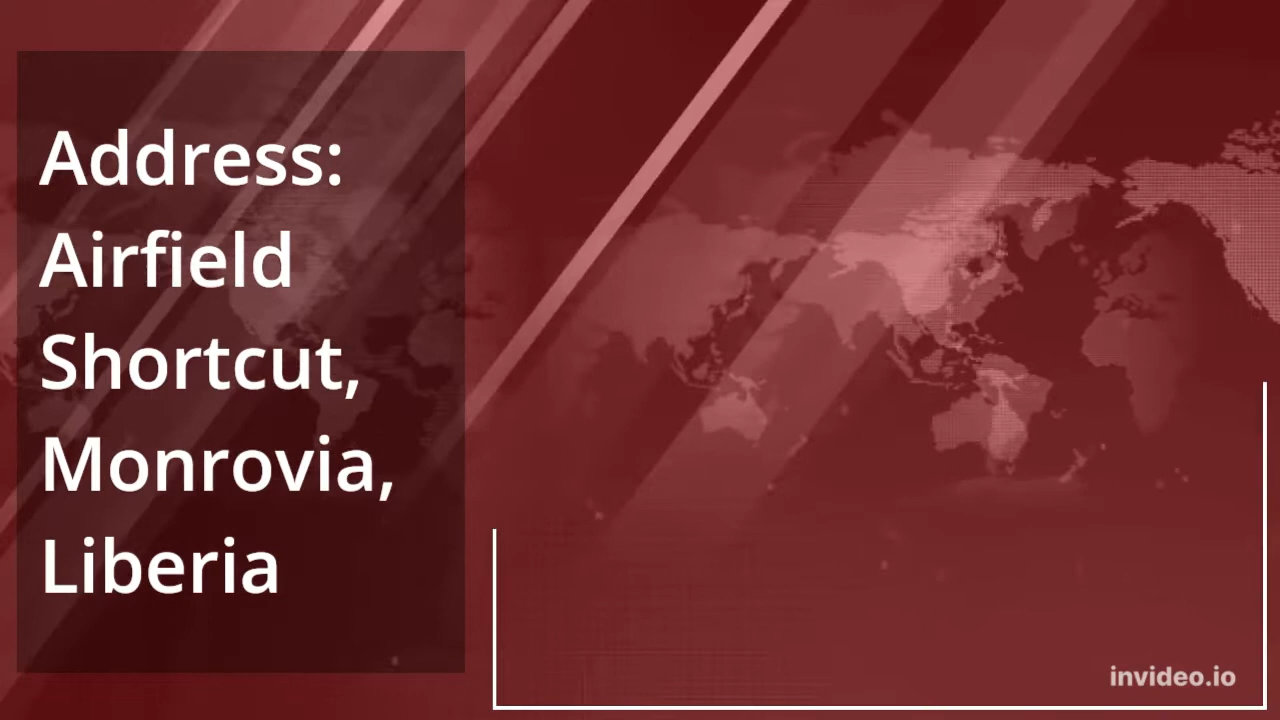 Address:
Airfield
Shortcut,
Monrovia,
Liberia
invideo.io